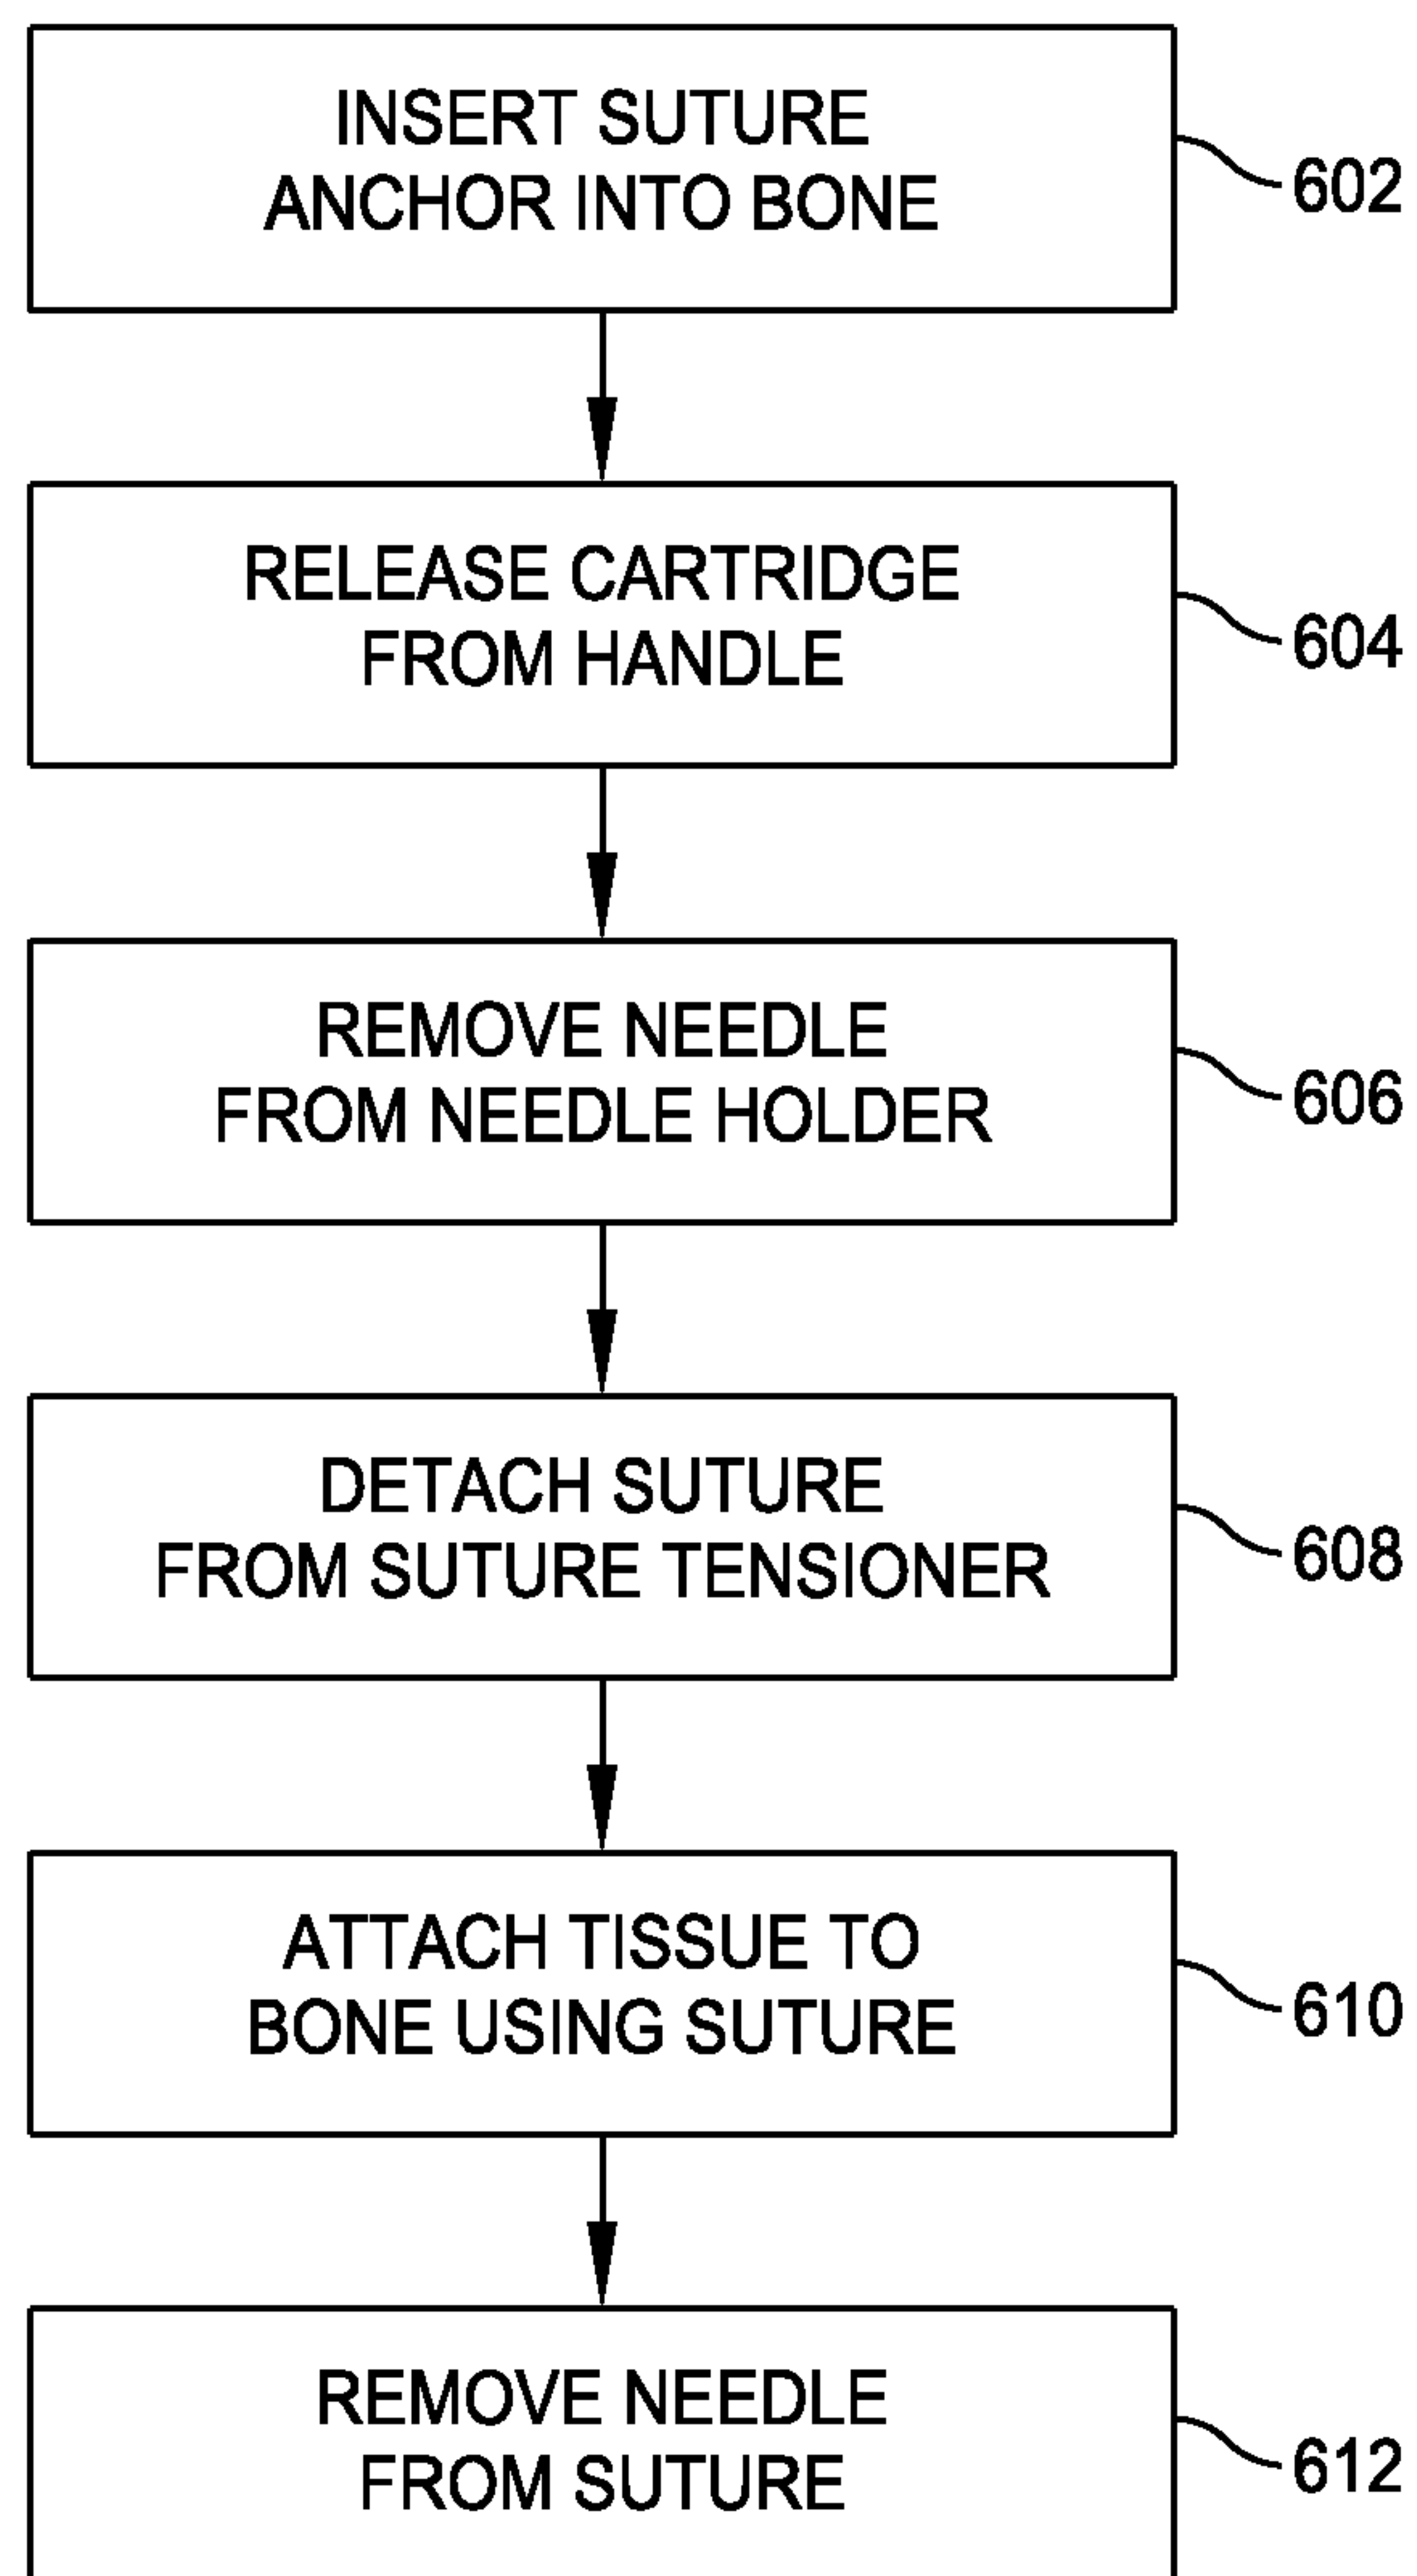 INSERT SUTURE
ANCHOR INTO BONE
602
RELEASE CARTRIDGE
FROM HANDLE
604
REMOVE NEEDLE
FROM NEEDLE HOLDER
606
DETACH SUTURE
FROM SUTURE TENSIONER
608
ATTACH TISSUE TO
BONE USING SUTURE
610
REMOVE NEEDLE
FROM SUTURE
612